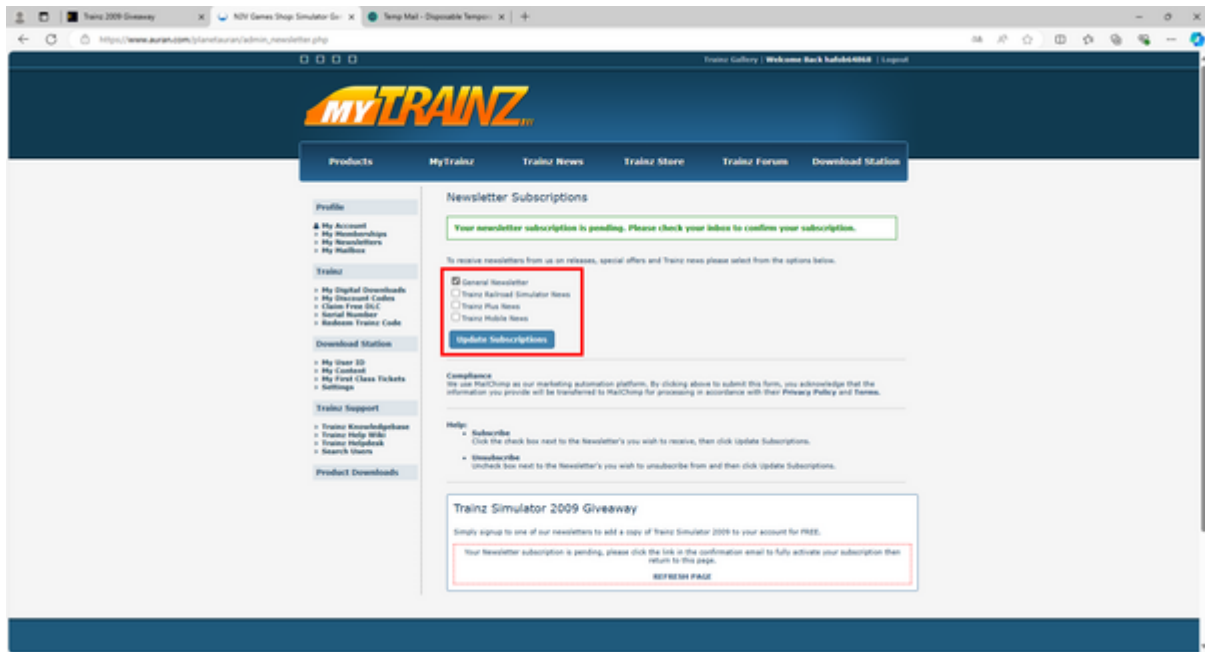 Trainz 2009 Giveaway
N3V Games Shop: Simulator Ga
Temp Mail - Disposable Tempor
https://www.auran.com/planetauran/admin_newsletter.php
Trainz Gallery | Welcome Back hafob64868 | Logout
MYTRAINZ
Products MyTrainz Trainz News Trainz Store Trainz Forum Download Station
Profile
My Account
My Memberships
My Newsletters
My Mailbox
Trainz
My Digital Downloads
My Discount Codes
Claim Free DLC
Serial Number
Redeem Trainz Code
Download Station
My User ID
My Content
My First Class Tickets
Settings
Trainz Support
Trainz Knowledgebase
Trainz Help Wiki
Trainz Helpdesk
Search Users
Product Downloads
Newsletter Subscriptions
Your newsletter subscription is pending. Please check your inbox to confirm your subscription.
To receive newsletters from us on releases, special offers and Trainz news please select from the options below.
General Newsletter
Trainz Railroad Simulator News
Trainz Plus News
Trainz Mobile News
Update Subscriptions
Compliance
We use MailChimp as our marketing automation platform. By clicking above to submit this form, you acknowledge that the
information you provide will be transferred to MailChimp for processing in accordance with their Privacy Policy and Terms.
Help:
Subscribe
Click the check box next to the Newsletter's you wish to receive, then click Update Subscriptions.
Unsubscribe
Uncheck box next to the Newsletter's you wish to unsubscribe from and then click Update Subscriptions.
Trainz Simulator 2009 Giveaway
Simply signup to one of our newsletters to add a copy of Trainz Simulator 2009 to your account for FREE.
Your Newsletter subscription is pending, please click the link in the confirmation email to fully activate your subscription then
return to this page.
REFRESH PAGE